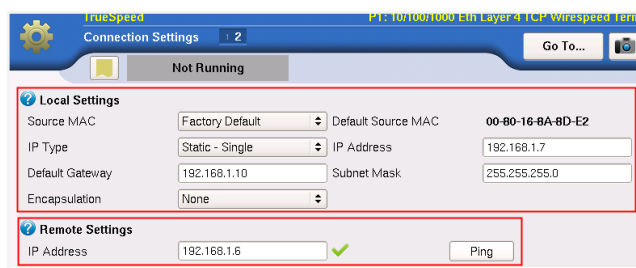 TrueSpeed P1: 10/100/1000 Eth Layer 4 TCP Wirespeed Term
Connection Settings 2
Go To...
Not Running
Local Settings
Source MAC Factory Default Default Source MAC 00-80-16-8A-8D-E2
IP Type Static - Single IP Address 192.168.1.7
Default Gateway 192.168.1.10 Subnet Mask 255.255.255.0
Encapsulation None
Remote Settings
IP Address 192.168.1.6 Ping